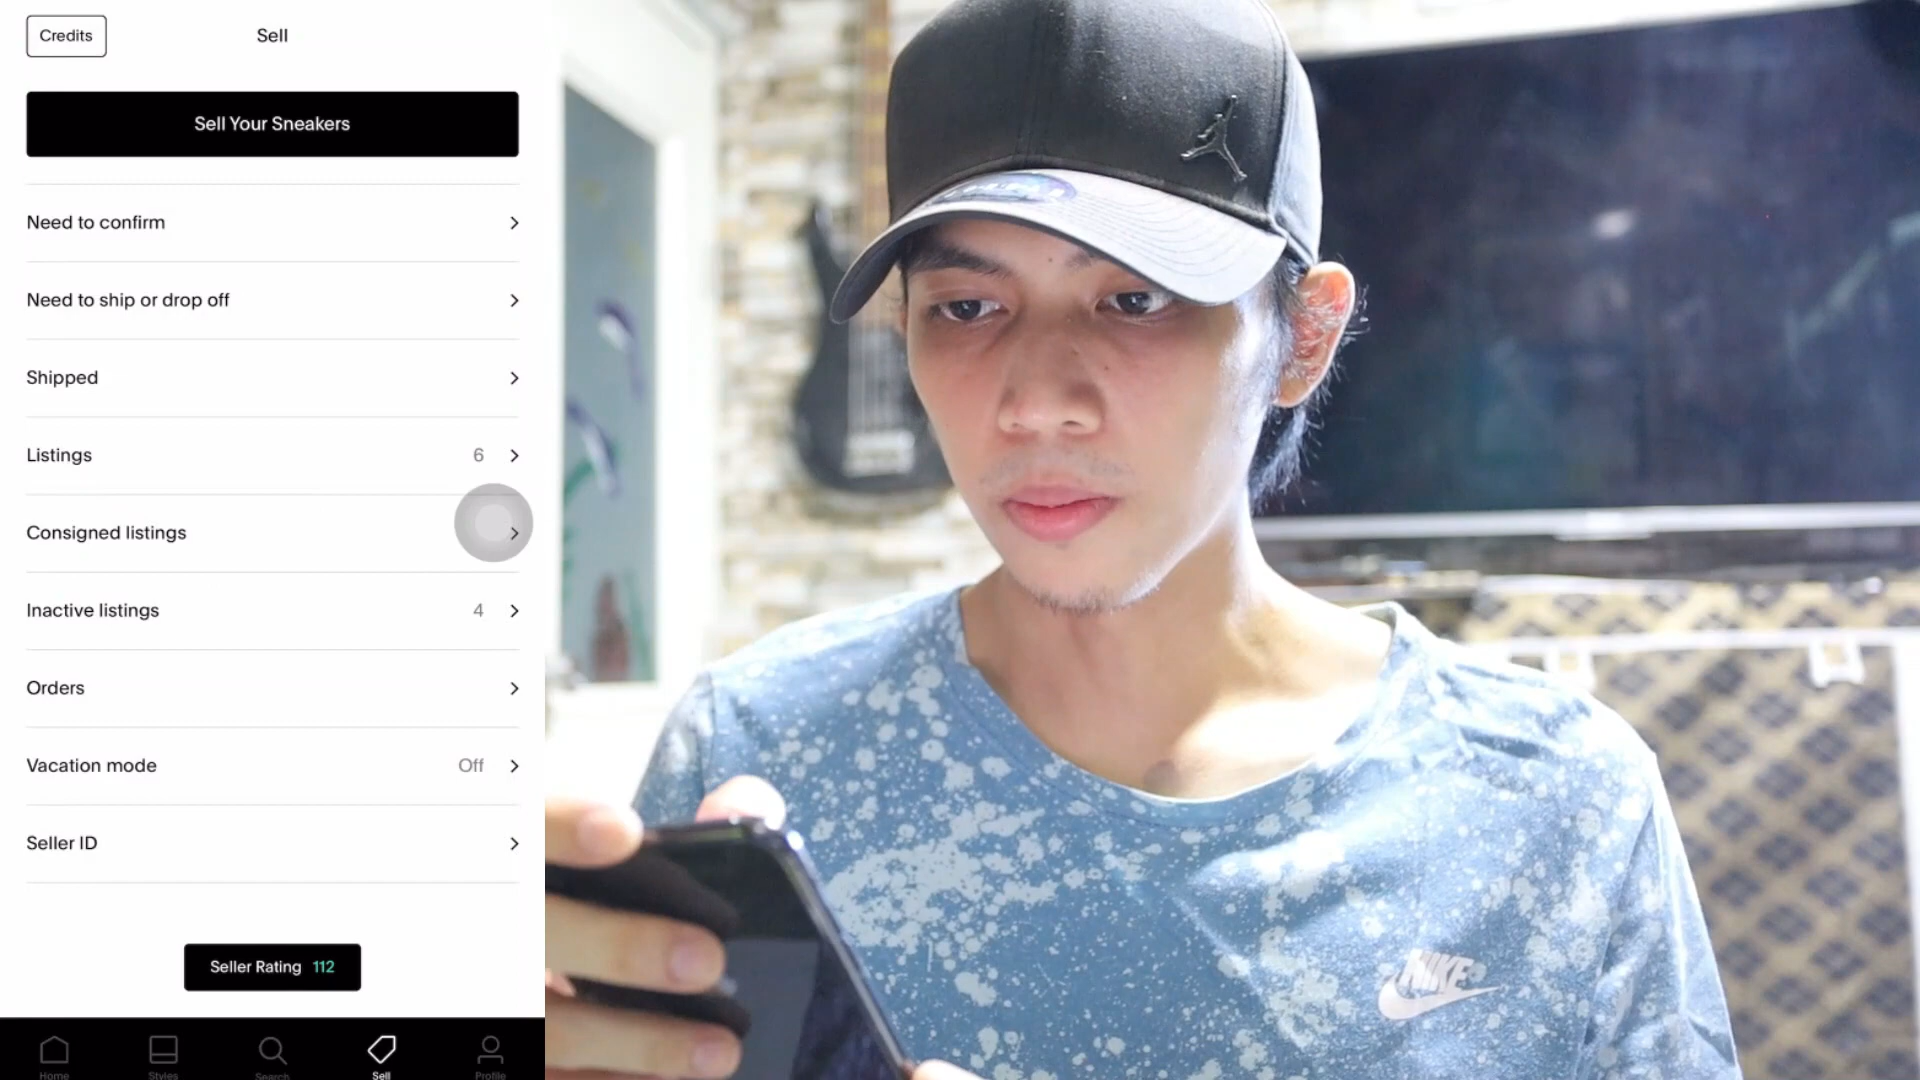 Credits
Sell
Sell Your Sneakers
Need to confirm
Need to ship or drop off
Shipped
Listings 6
Consigned listings
Inactive listings 4
Orders
Vacation mode Off
Seller ID
Seller Rating 112
Home
Styles
Search
Sell
Profile
NIKE